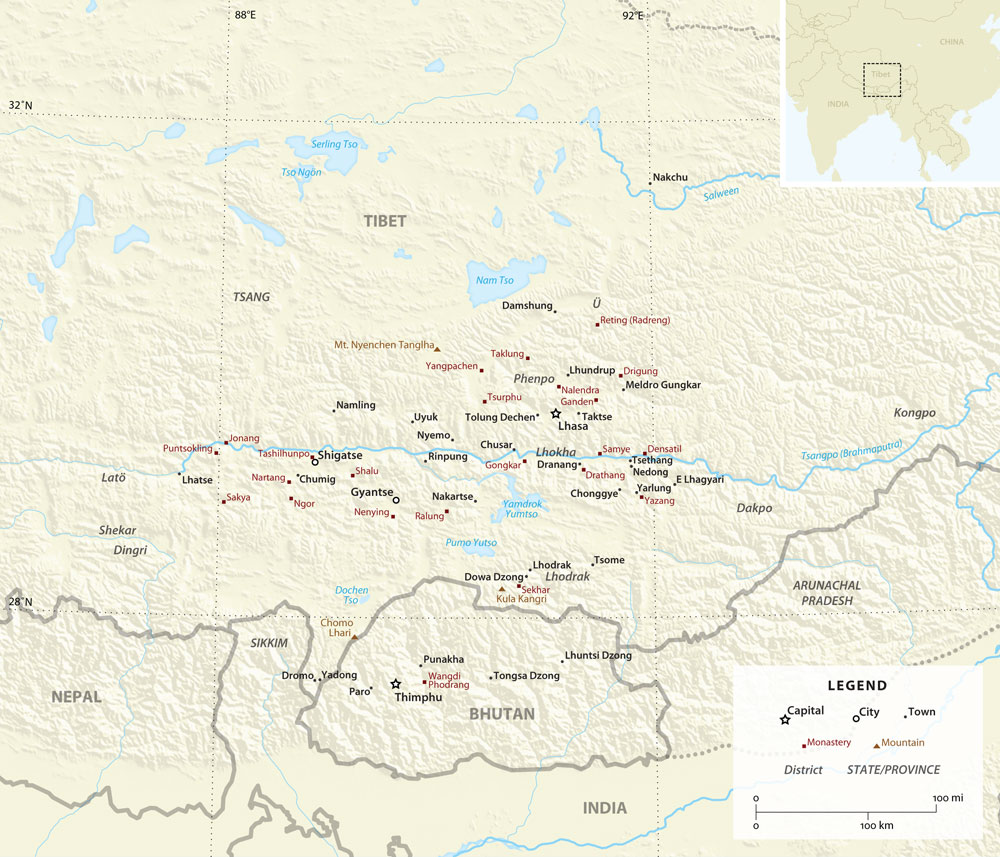 88°E
92°E
CHINA
Tibet
INDIA
32°N
Serling Tso
Tso Ngön
Nakchu
Salween
TIBET
Nam Tso
TSANG
Damshung
Ü
Reting (Radreng)
Mt. Nyenchen Tanglha
Taklung
Yangpachen
Phenpo
Lhundrup
Drigung
Meldro Gungkar
Nalendra
Ganden
Tsurphu
Namling
Uyuk
Tolung Dechen
Taktse
Lhasa
Kongpo
Nyemo
Chusar
Jonang
Puntsokling
Tashilhunpo
Shigatse
Rinpung
Lhokha
Samye
Densatil
Tsangpo (Brahmaputra)
Gongkar
Dranang
Tsethang
Nedong
Latö
Lhatse
Nartang
Chumig
Shalu
Drathang
E Lhagyari
Gyantse
Nakartse
Chonggye
Yarlung
Yazang
Sakya
Ngor
Nenying
Ralung
Yamdrok
Yumtso
Dakpo
Shekar
Dingri
Pumo Yutso
Lhodrak
Tsome
Dowa Dzong
Lhodrak
Sekhar
Kula Kangri
ARUNACHAL
PRADESH
28°N
Dochen
Tso
Chomo
Lhari
SIKKIM
Punakha
Lhuntsi Dzong
Dromo
Yadong
Wangdi
Phodrang
Tongsa Dzong
Paro
Thimphu
NEPAL
BHUTAN
INDIA
LEGEND
Capital
City
Town
Monastery
Mountain
District
STATE/PROVINCE
0
100 mi
0
100 km